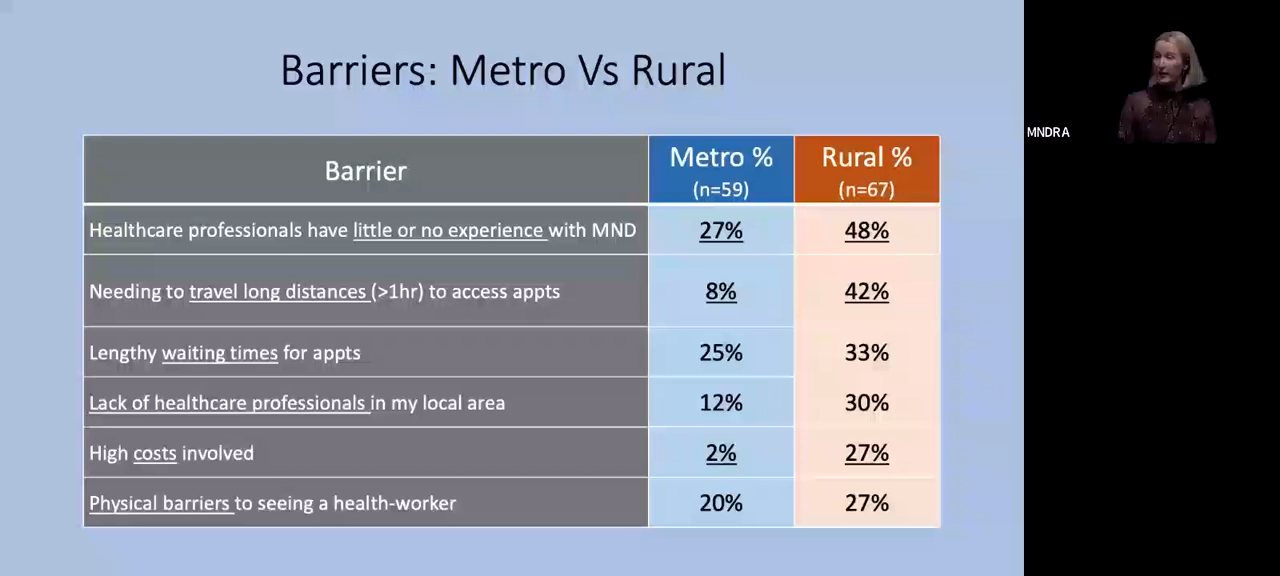 Barriers: Metro Vs Rural
MNDRA
Barrier
Metro %
(n=59)
Rural %
(n=67)
Healthcare professionals have little or no experience with MND
27%
48%
Needing to travel long distances (>1hr) to access appts
8%
42%
Lengthy waiting times for appts
25%
33%
Lack of healthcare professionals in my local area
12%
30%
High costs involved
2%
27%
Physical barriers to seeing a health-worker
20%
27%